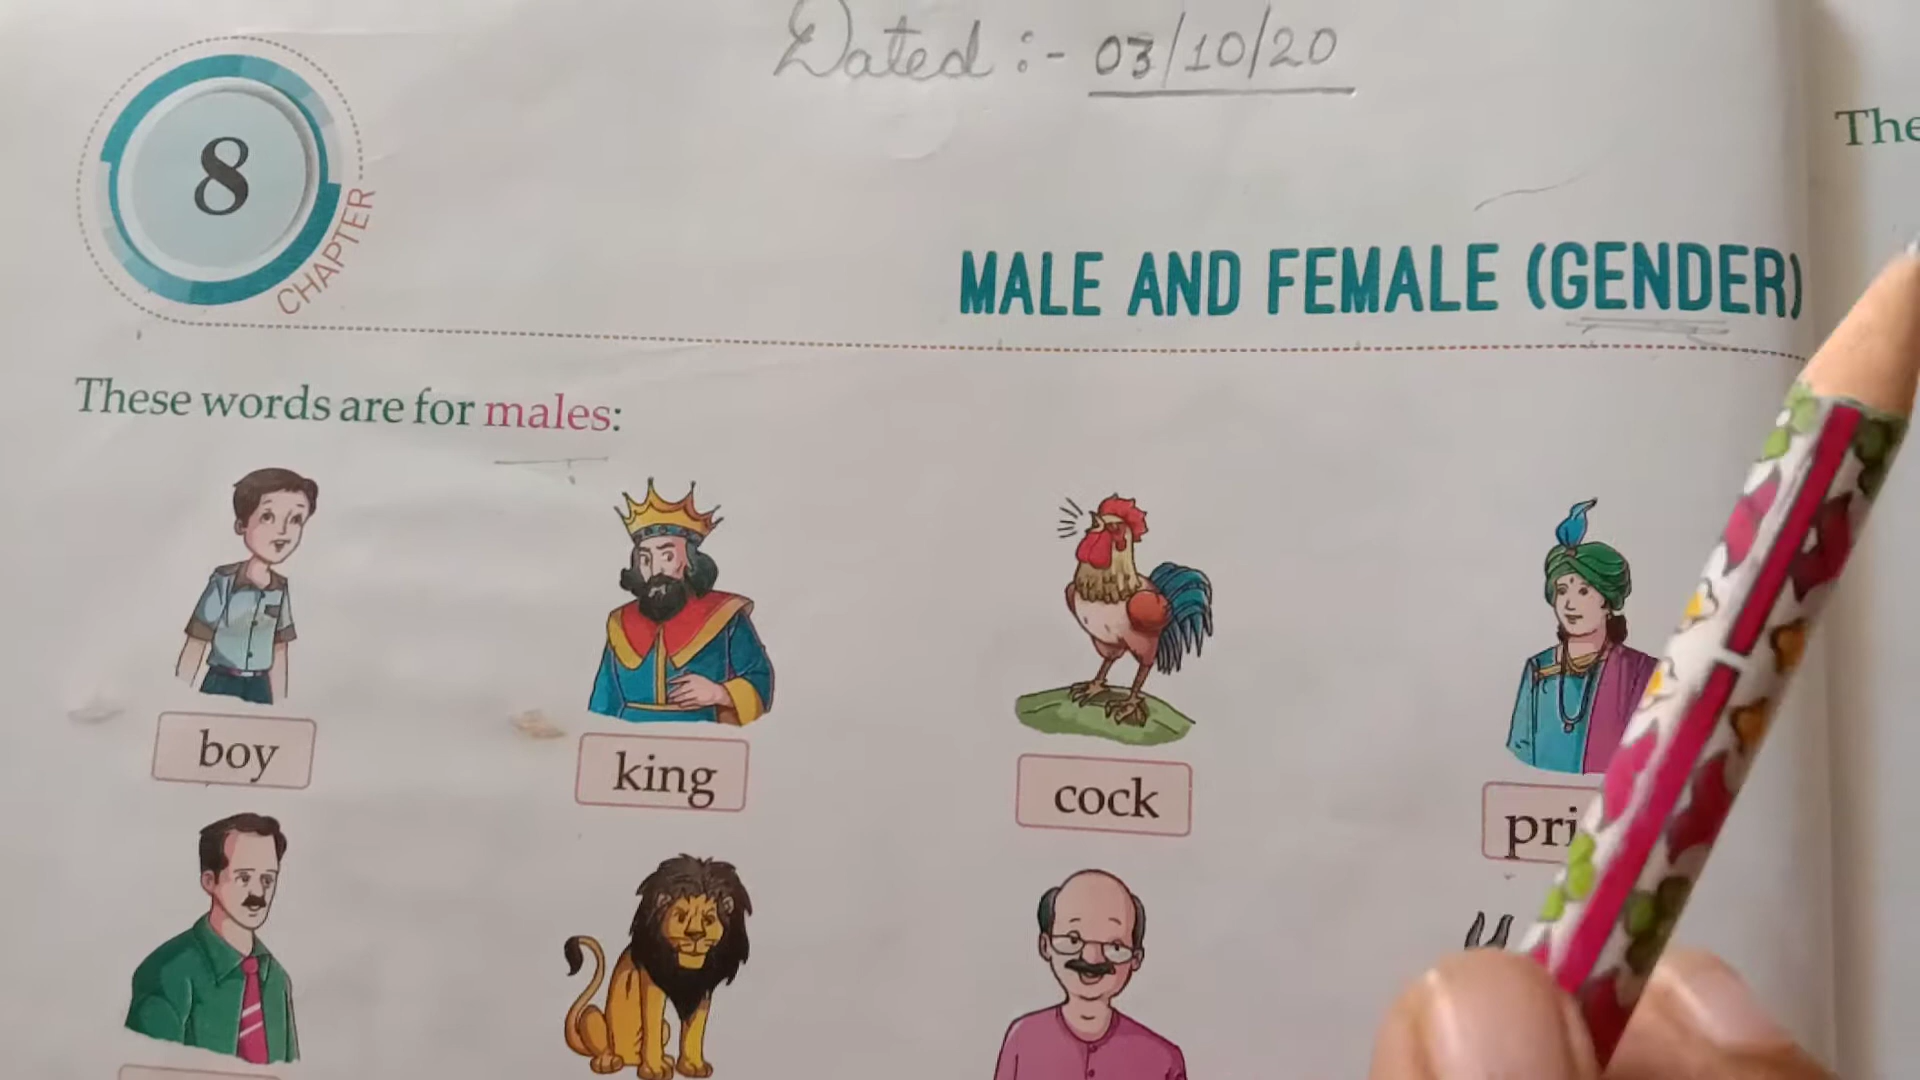 Dated :- 03/10/20
8
CHAPTER
The
MALE AND FEMALE (GENDER)
These words are for males:
boy
king
cock
pri